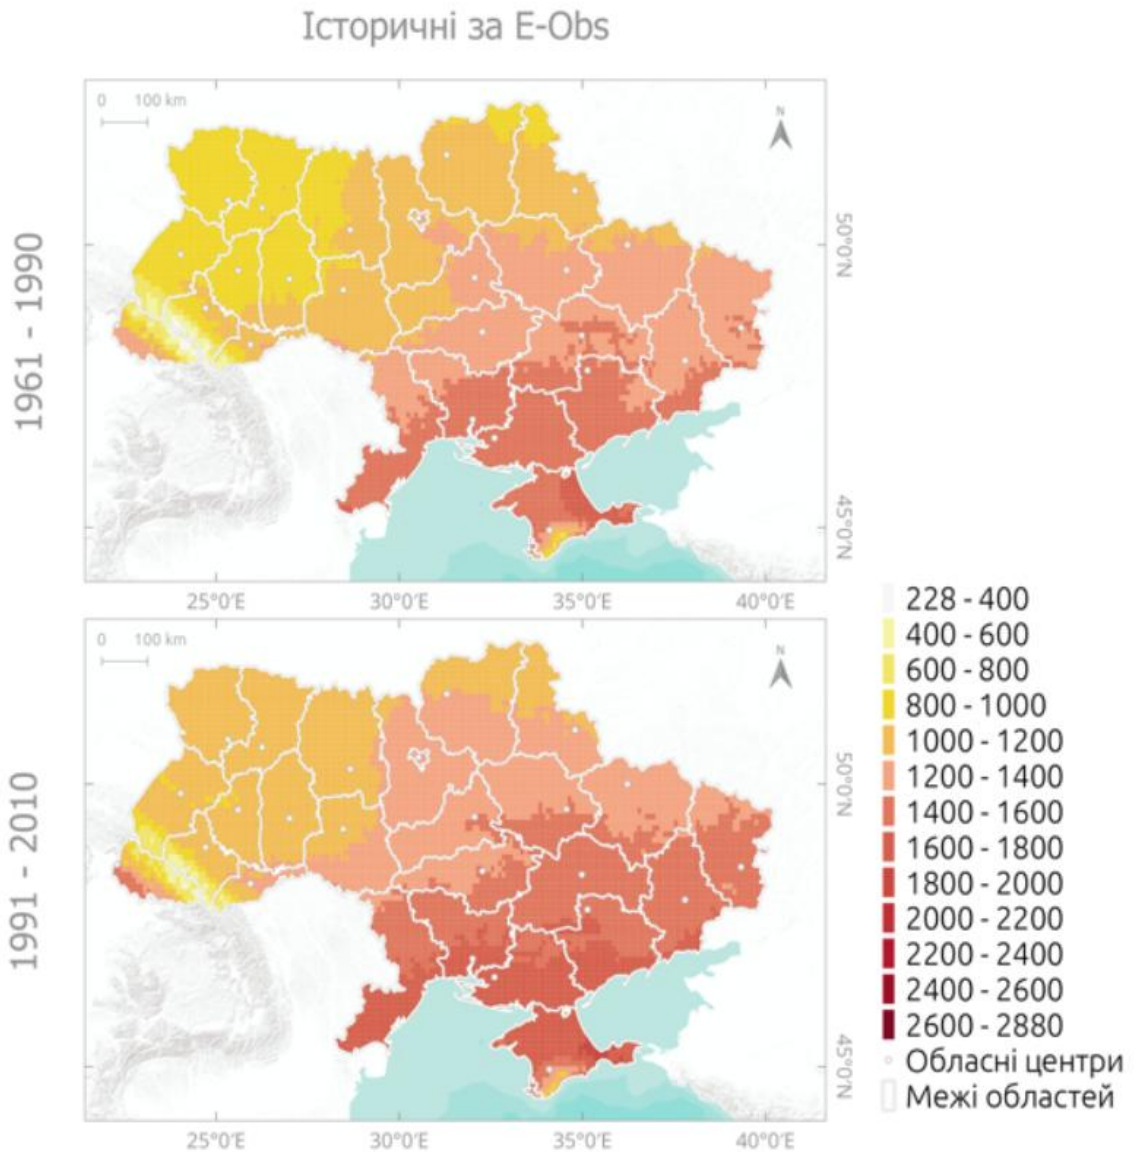 Історичні за E-Obs
1961 - 1990
0 100 km
N
50°0'N
45°0'N
25°0'E 30°0'E 35°0'E 40°0'E
1991 - 2010
0 100 km
N
50°0'N
45°0'N
25°0'E 30°0'E 35°0'E 40°0'E
228 - 400
400 - 600
600 - 800
800 - 1000
1000 - 1200
1200 - 1400
1400 - 1600
1600 - 1800
1800 - 2000
2000 - 2200
2200 - 2400
2400 - 2600
2600 - 2880
Обласні центри
Межі областей